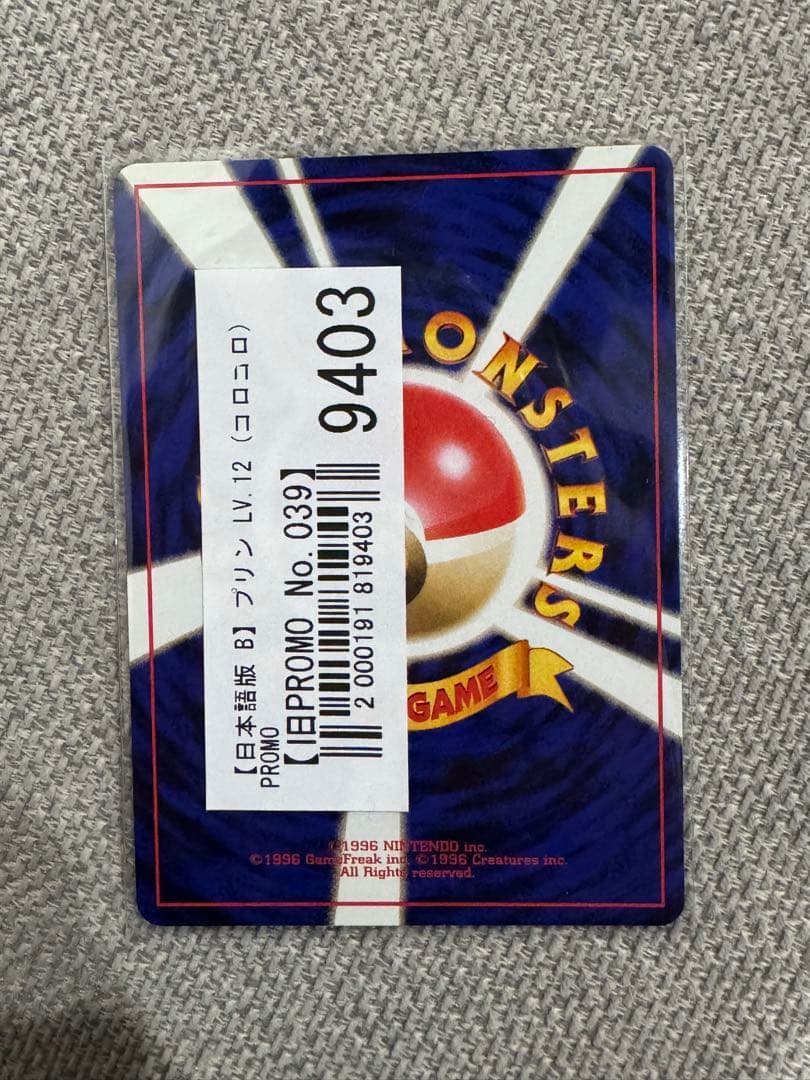 【日本語版 B】プリン LV.12 (コロコロ)
PROMO
【旧PROMO No. 039】
9403
2 000191 819403
ONSTERS
GAME
©1996 NINTENDO inc.
©1996 GameFreak inc. ©1996 Creatures inc.
All Rights reserved.